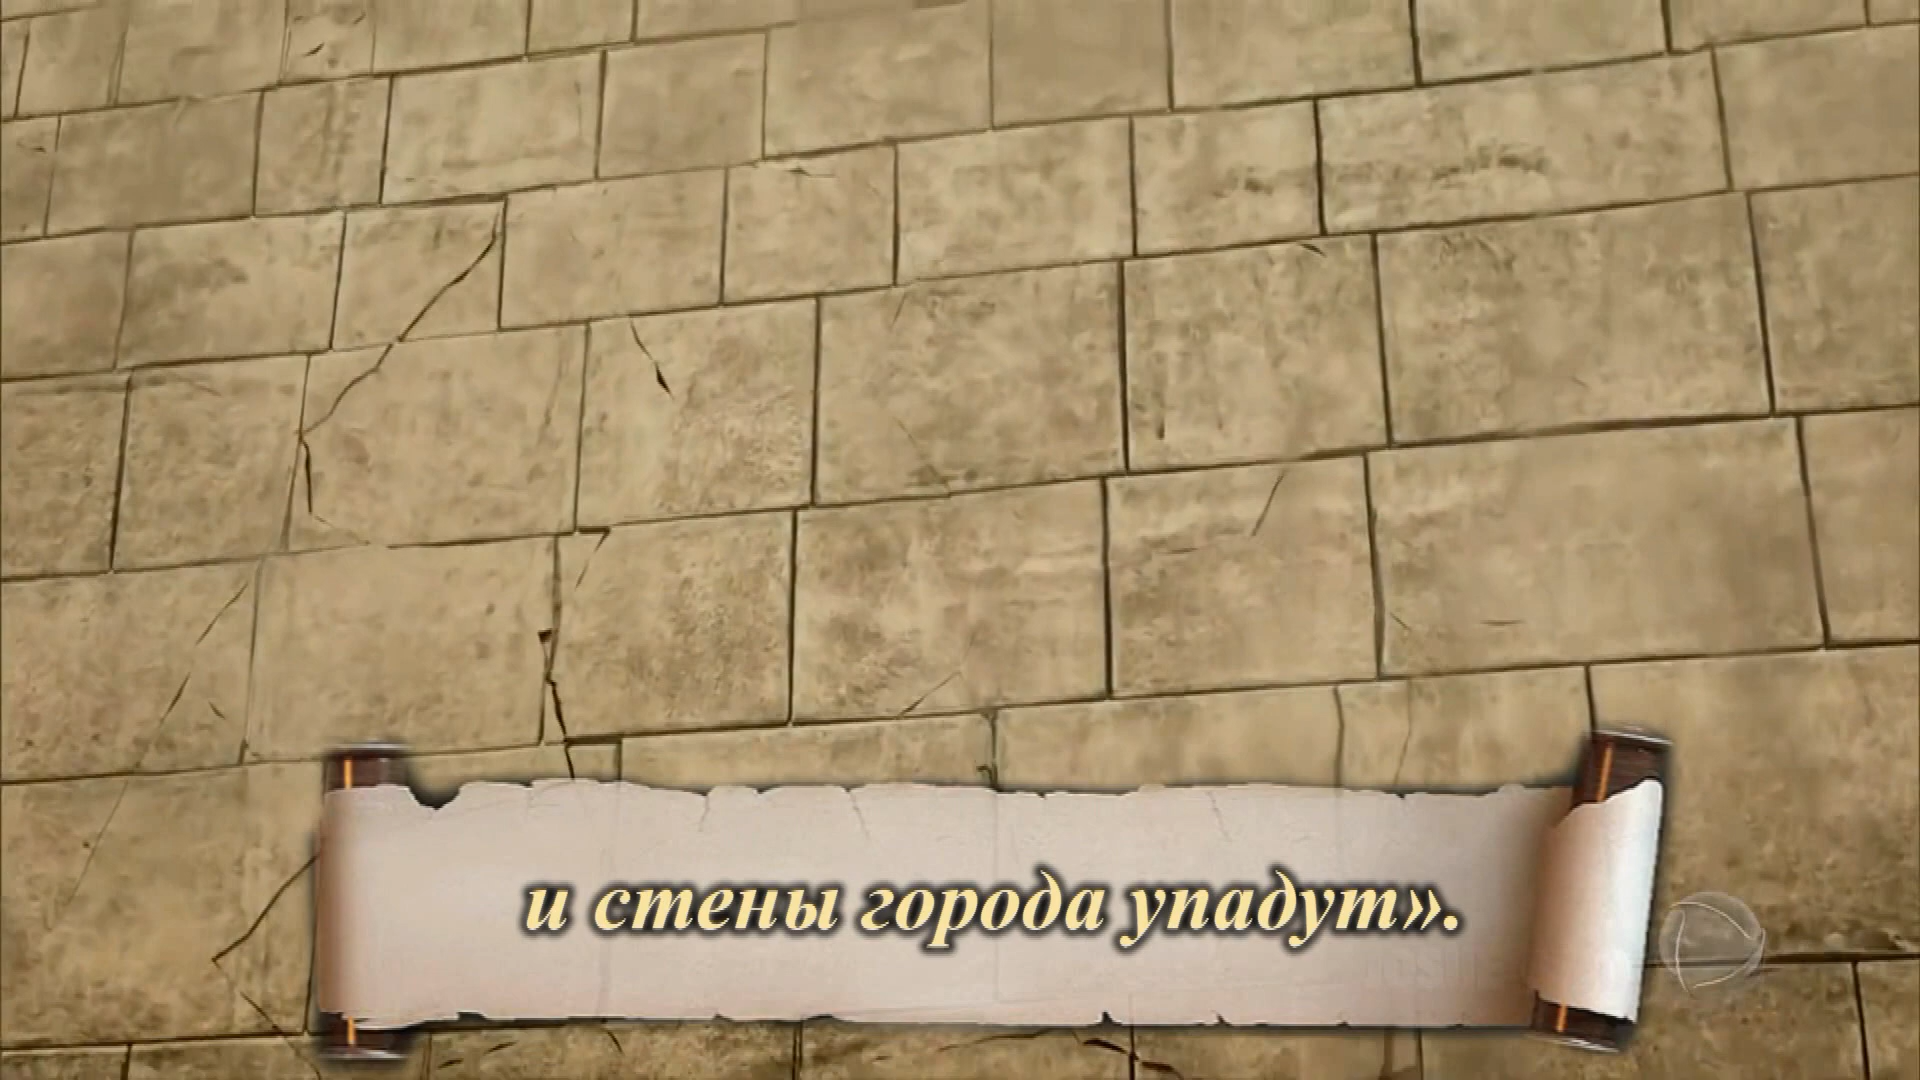 и стены города упадут».